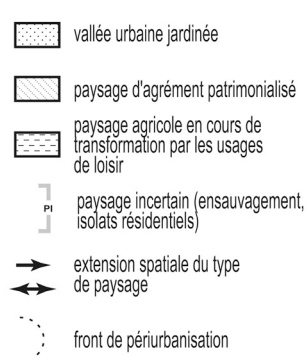 vallée urbaine jardinée
paysage d'agrément patrimonialisé
paysage agricole en cours de
transformation par les usages
de loisir
PI
paysage incertain (ensauvagement,
isolats résidentiels)
extension spatiale du type
de paysage
front de périurbanisation